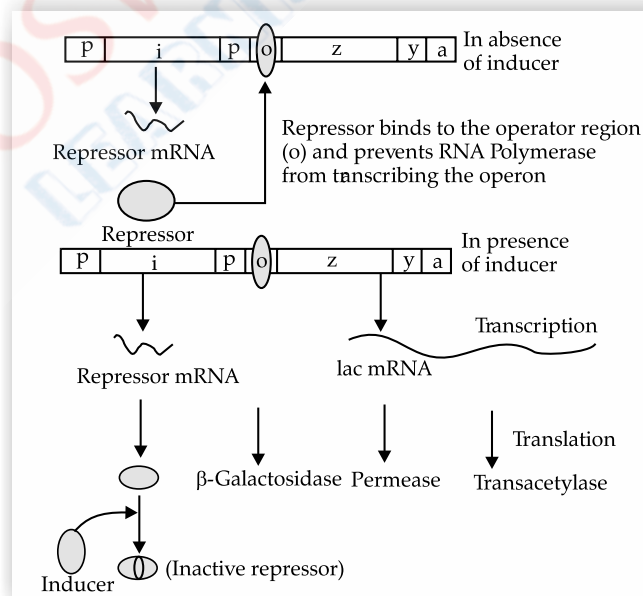 p i p o z y a
In absence
of inducer
Repressor mRNA
Repressor binds to the operator region
(o) and prevents RNA Polymerase
from tanscribing the operon
Repressor
p i p o z y a
In presence
of inducer
Transcription
Repressor mRNA
lac mRNA
Translation
β-Galactosidase Permease Transacetylase
Inducer
(Inactive repressor)